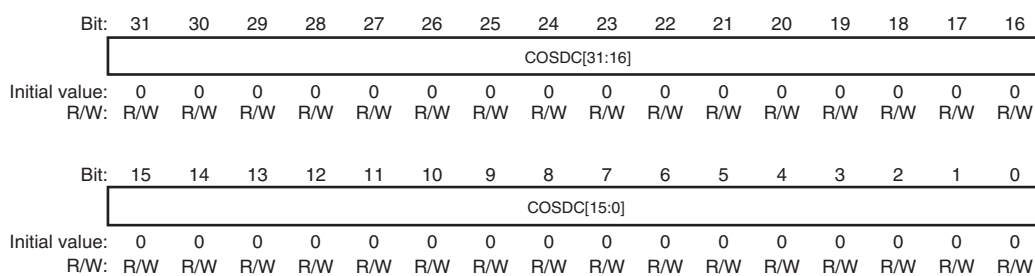 Bit: 31 30 29 28 27 26 25 24 23 22 21 20 19 18 17 16
COSDC[31:16]
Initial value: 0 0 0 0 0 0 0 0 0 0 0 0 0 0 0 0
R/W: R/W R/W R/W R/W R/W R/W R/W R/W R/W R/W R/W R/W R/W R/W R/W R/W
Bit: 15 14 13 12 11 10 9 8 7 6 5 4 3 2 1 0
COSDC[15:0]
Initial value: 0 0 0 0 0 0 0 0 0 0 0 0 0 0 0 0
R/W: R/W R/W R/W R/W R/W R/W R/W R/W R/W R/W R/W R/W R/W R/W R/W R/W